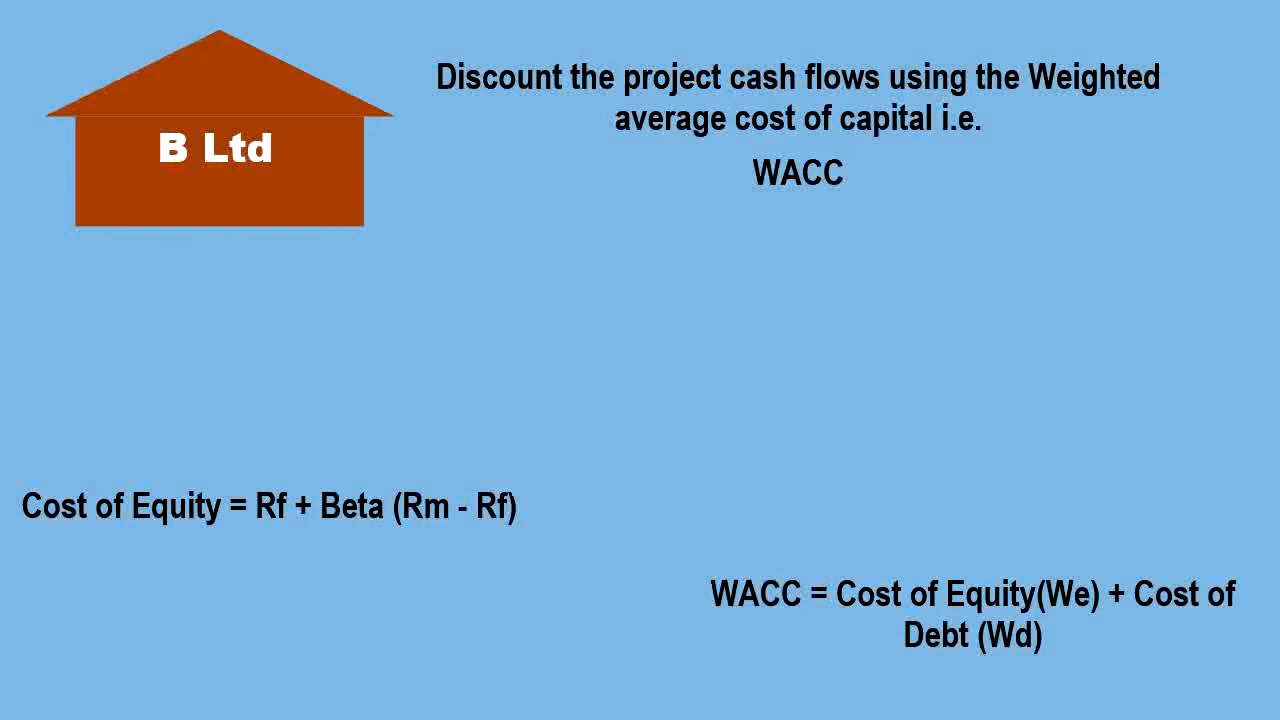 B Ltd
Discount the project cash flows using the Weighted
average cost of capital i.e.
WACC
Cost of Equity = Rf + Beta (Rm - Rf)
WACC = Cost of Equity(We) + Cost of
Debt (Wd)